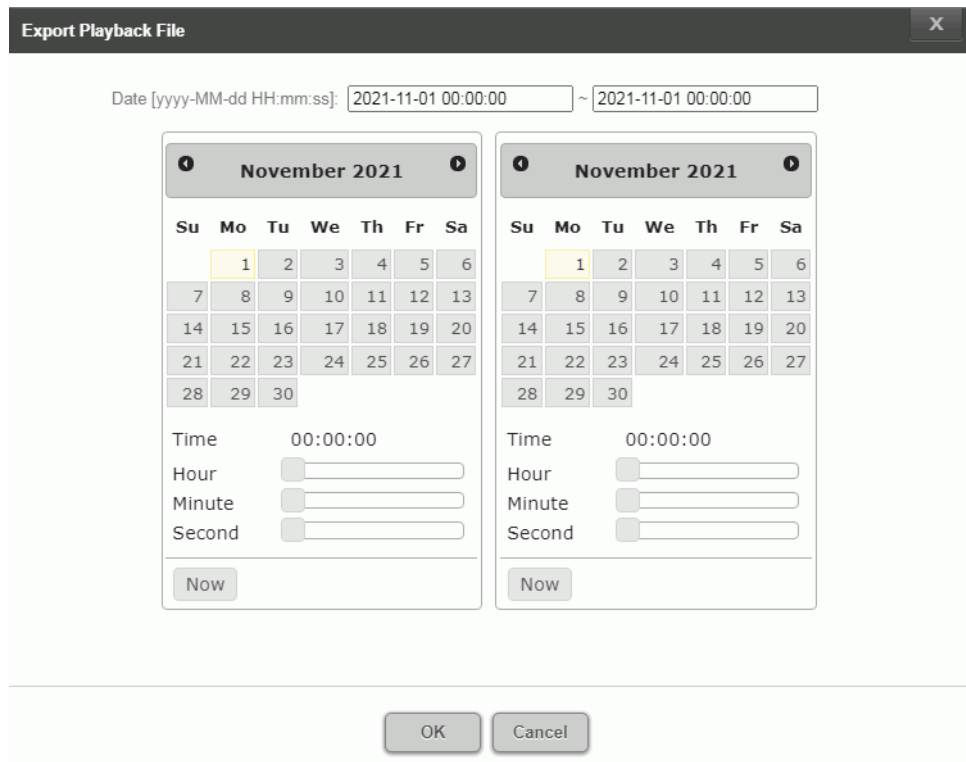 Export Playback File X
Date [yyyy-MM-dd HH:mm:ss]: 2021-11-01 00:00:00 ~ 2021-11-01 00:00:00
November 2021
Su Mo Tu We Th Fr Sa
1 2 3 4 5 6
7 8 9 10 11 12 13
14 15 16 17 18 19 20
21 22 23 24 25 26 27
28 29 30
Time 00:00:00
Hour
Minute
Second
Now
November 2021
Su Mo Tu We Th Fr Sa
1 2 3 4 5 6
7 8 9 10 11 12 13
14 15 16 17 18 19 20
21 22 23 24 25 26 27
28 29 30
Time 00:00:00
Hour
Minute
Second
Now
OK Cancel